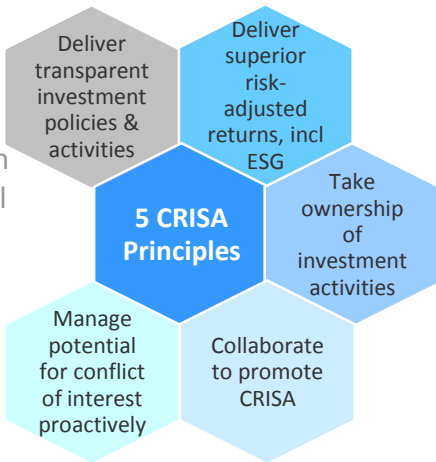 Deliver
transparent
investment
policies &
activities
Deliver
superior
risk-
adjusted
returns, incl
ESG
5 CRISA
Principles
Take
ownership
of
investment
activities
Manage
potential
for conflict
of interest
proactively
Collaborate
to promote
CRISA